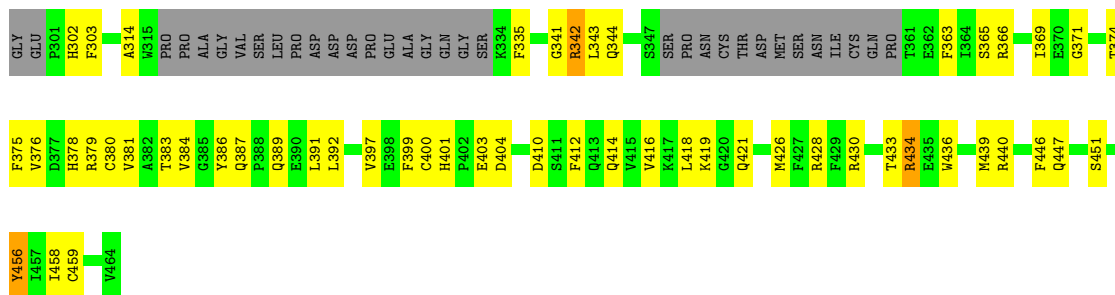 GLY GLU P301 H302 F303 A314 W315 PRO PRO ALA GLY VAL SER LEU PRO ASP ASP ASP PRO GLU ALA GLY GLN GLY SER K334 F335 G341 R342 L343 Q344 S347 SER PRO ASN CYS THR ASP MET SER ASN ILE CYS GLN PRO T361 E362 F363 I364 S365 R366 I369 E370 G371 T374
F375 V376 D377 H378 R379 C380 V381 A382 T383 V384 G385 Y386 Q387 P388 Q389 E390 L391 L392 V397 E398 F399 C400 H401 P402 E403 D404 D410 S411 F412 Q413 Q414 V415 V416 K417 L418 K419 G420 Q421 M426 F427 R428 F429 R430 T433 R434 E435 W436 M439 R440 F446 Q447 S451
Y456 I457 I458 C459 V464